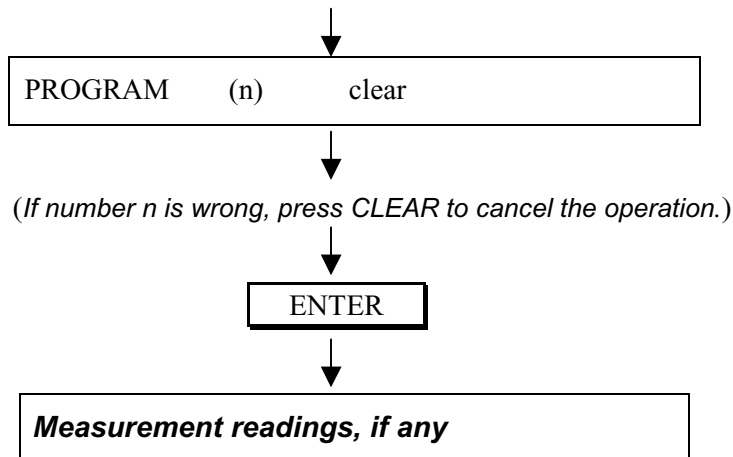 PROGRAM (n) clear
(If number n is wrong, press CLEAR to cancel the operation.)
ENTER
Measurement readings, if any